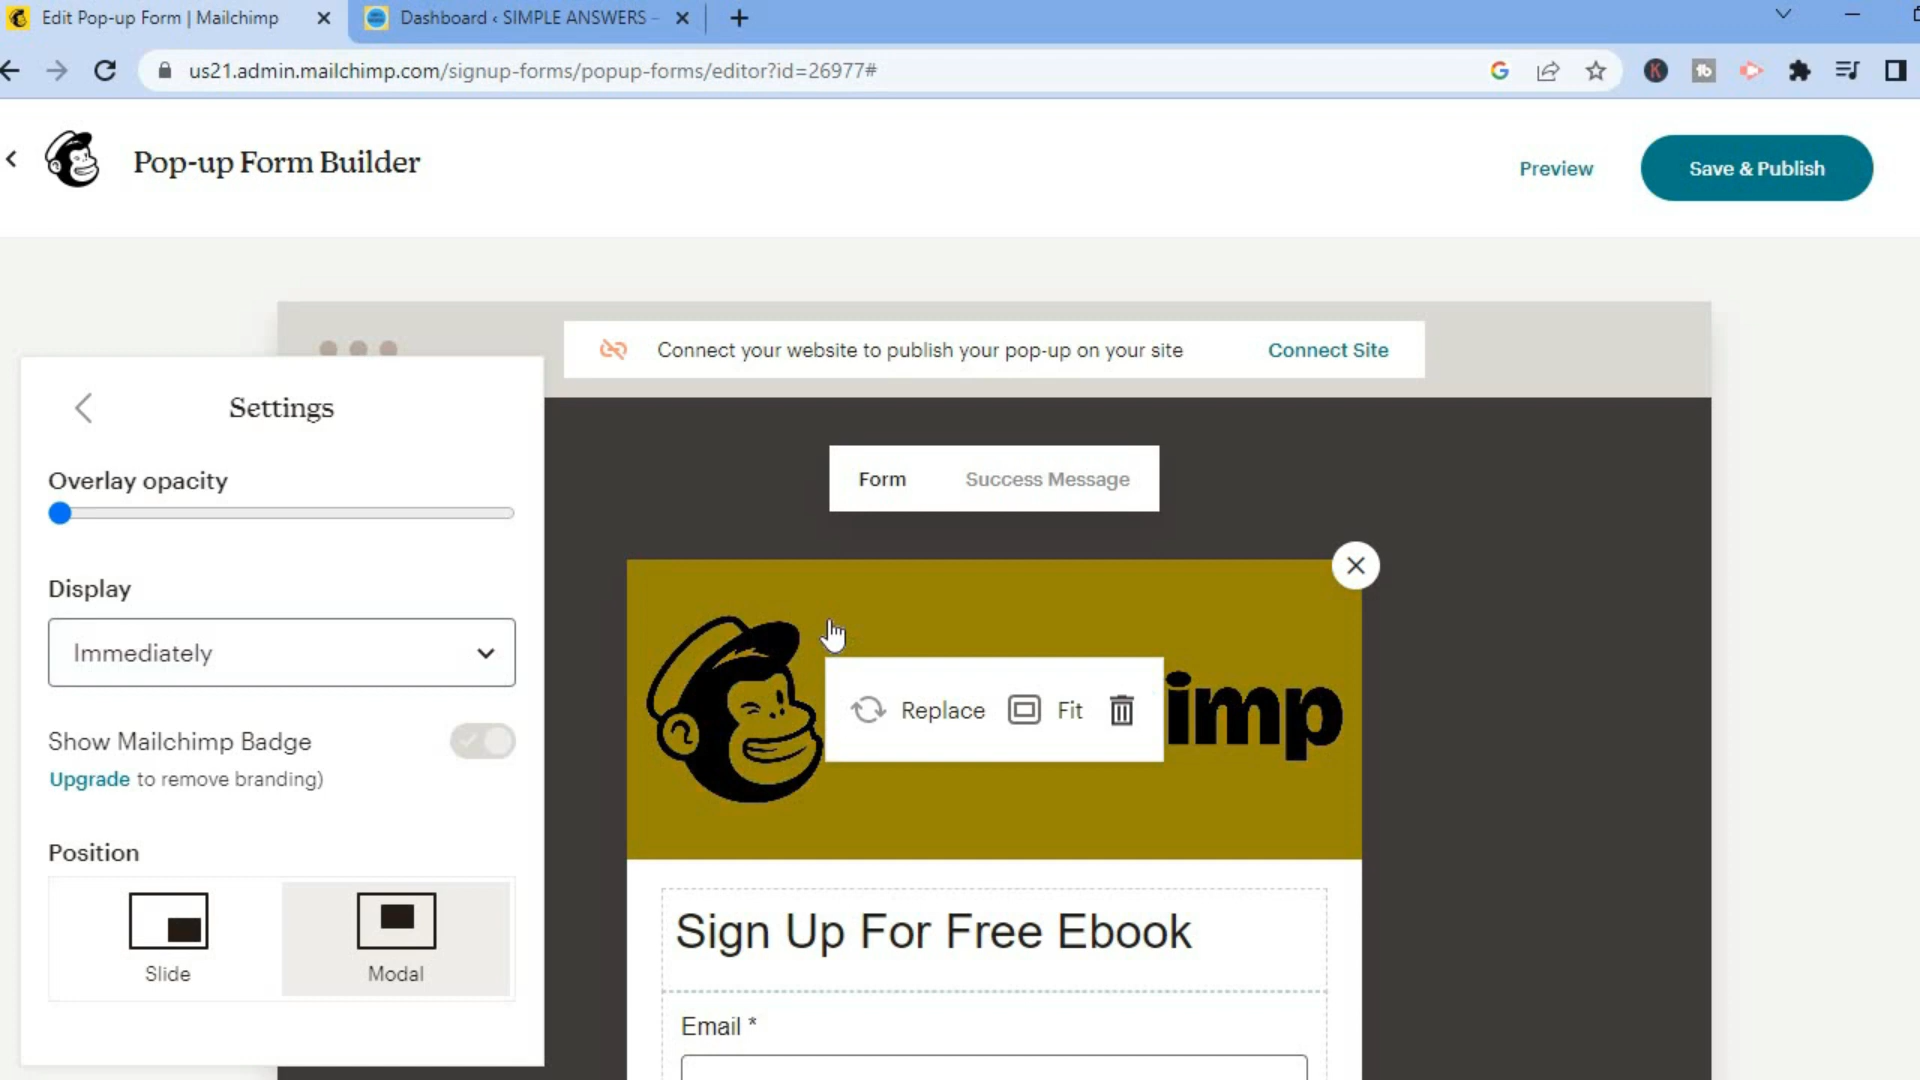 Edit Pop-up Form | Mailchimp
Dashboard ‹ SIMPLE ANSWERS –
us21.admin.mailchimp.com/signup-forms/popup-forms/editor?id=26977#
Pop-up Form Builder
Preview
Save & Publish
Connect your website to publish your pop-up on your site
Connect Site
Settings
Form
Success Message
Overlay opacity
Display
Immediately
Replace
Fit
imp
Show Mailchimp Badge
Upgrade to remove branding)
Position
Slide
Modal
Sign Up For Free Ebook
Email *